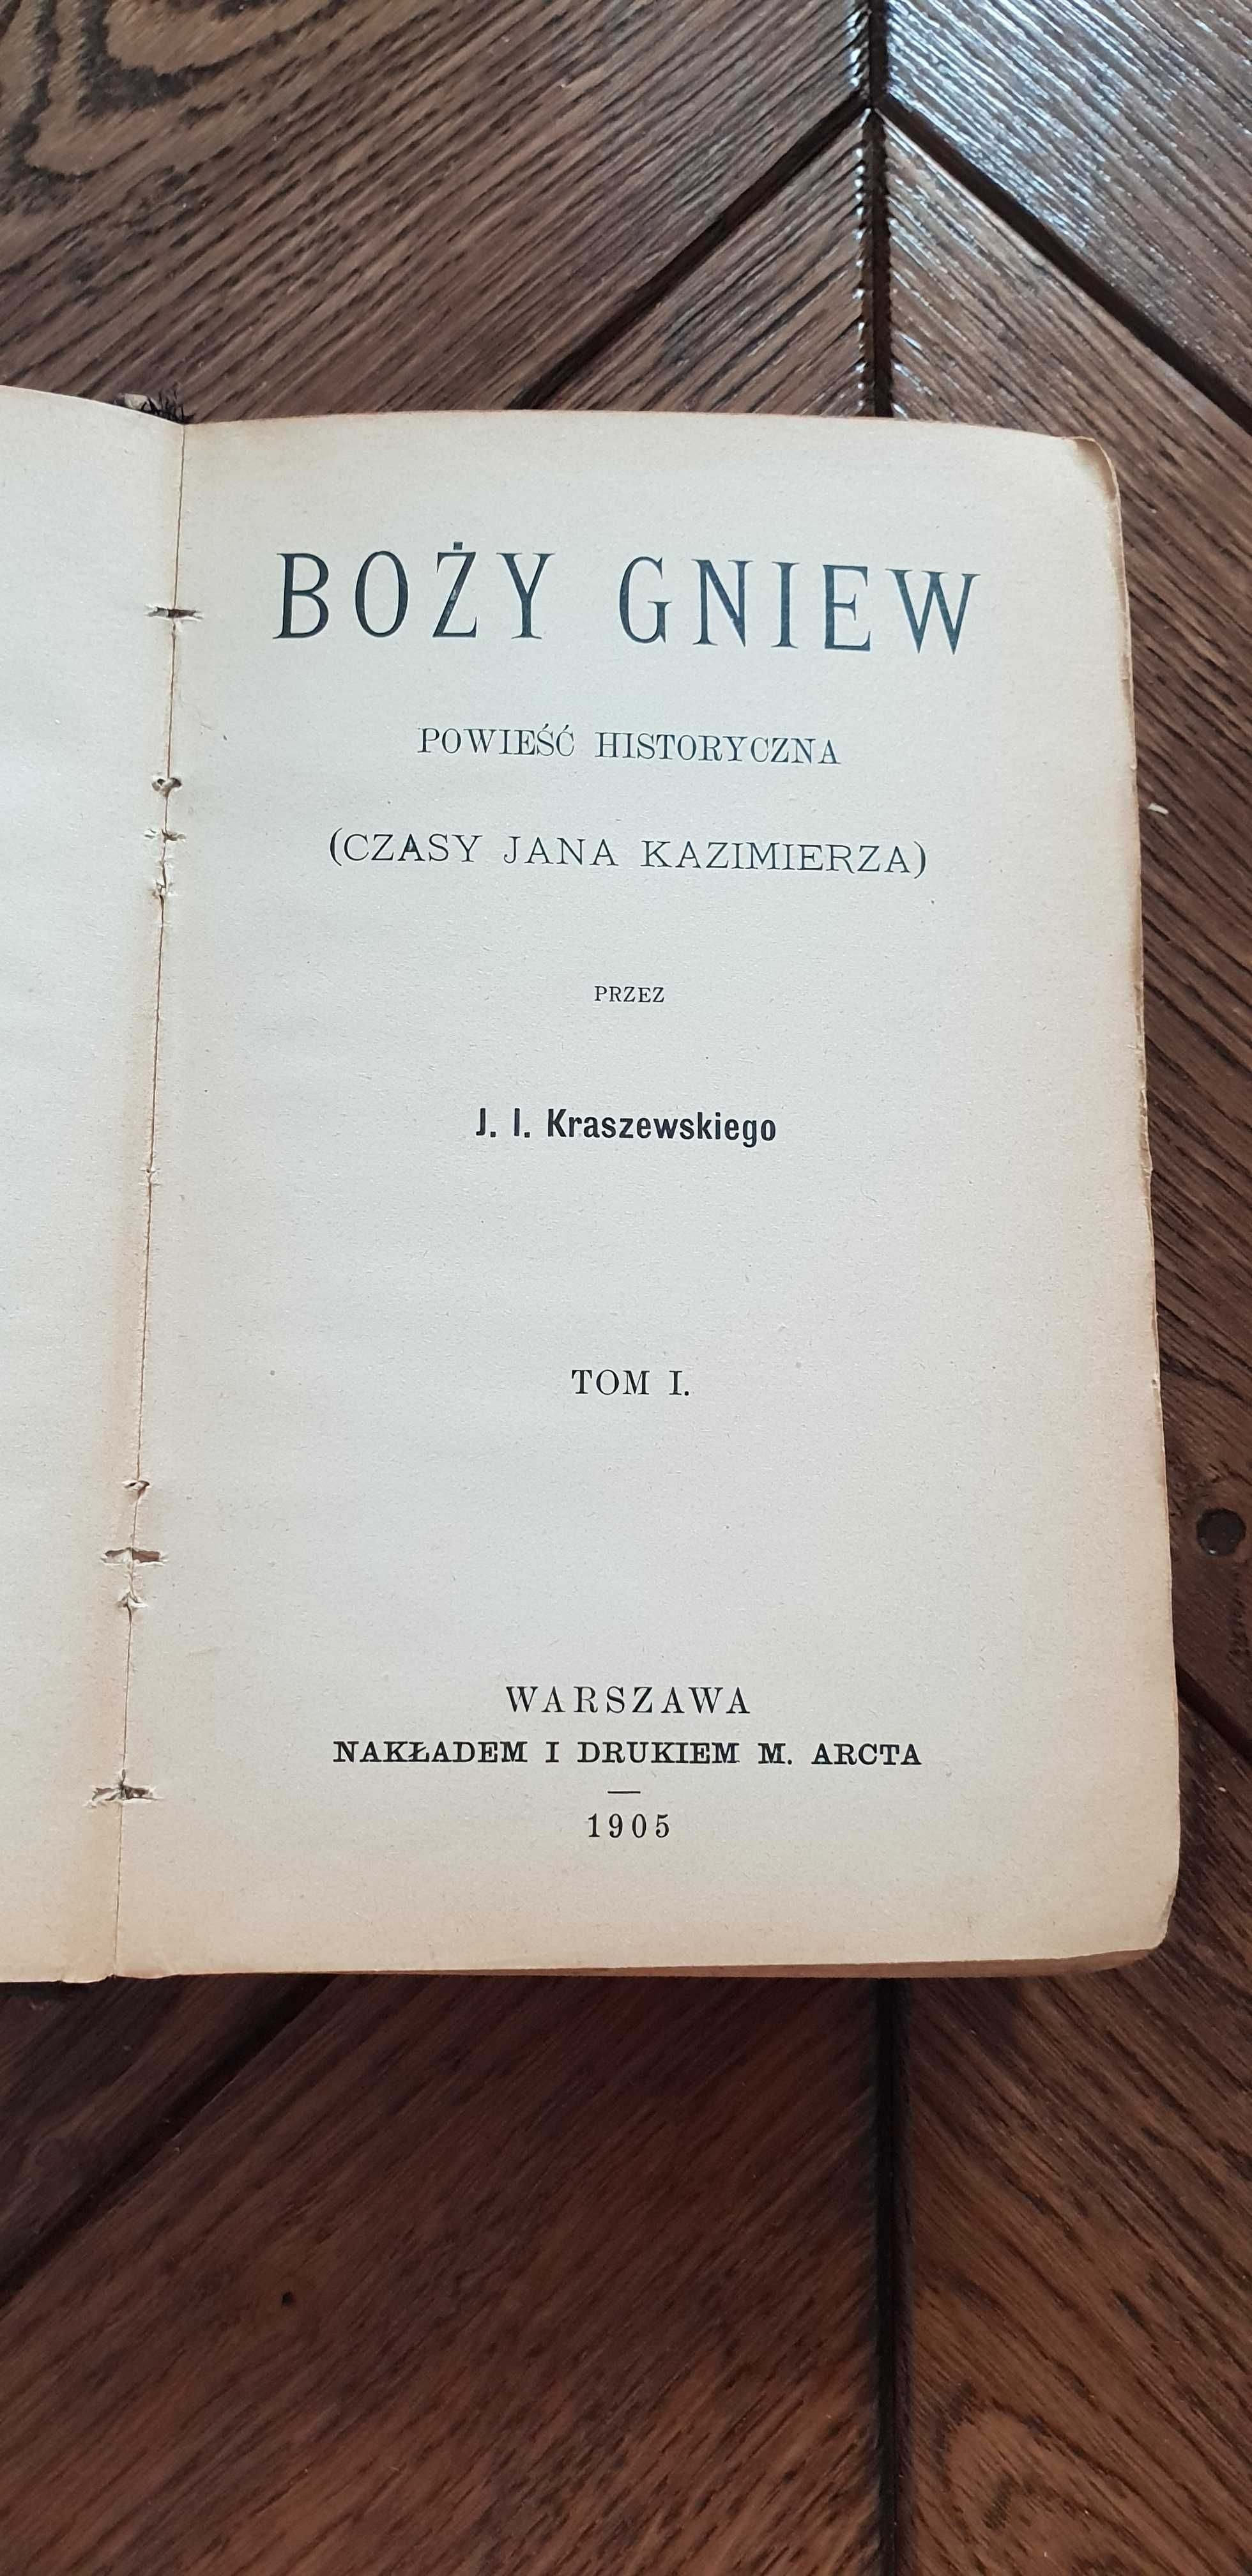 BOŻY GNIEW
POWIEŚĆ HISTORYCZNA
(CZASY JANA KAZIMIERZA)
PRZEZ
J. I. Kraszewskiego
TOM I.
WARSZAWA
NAKŁADEM I DRUKIEM M. ARCTA
1905